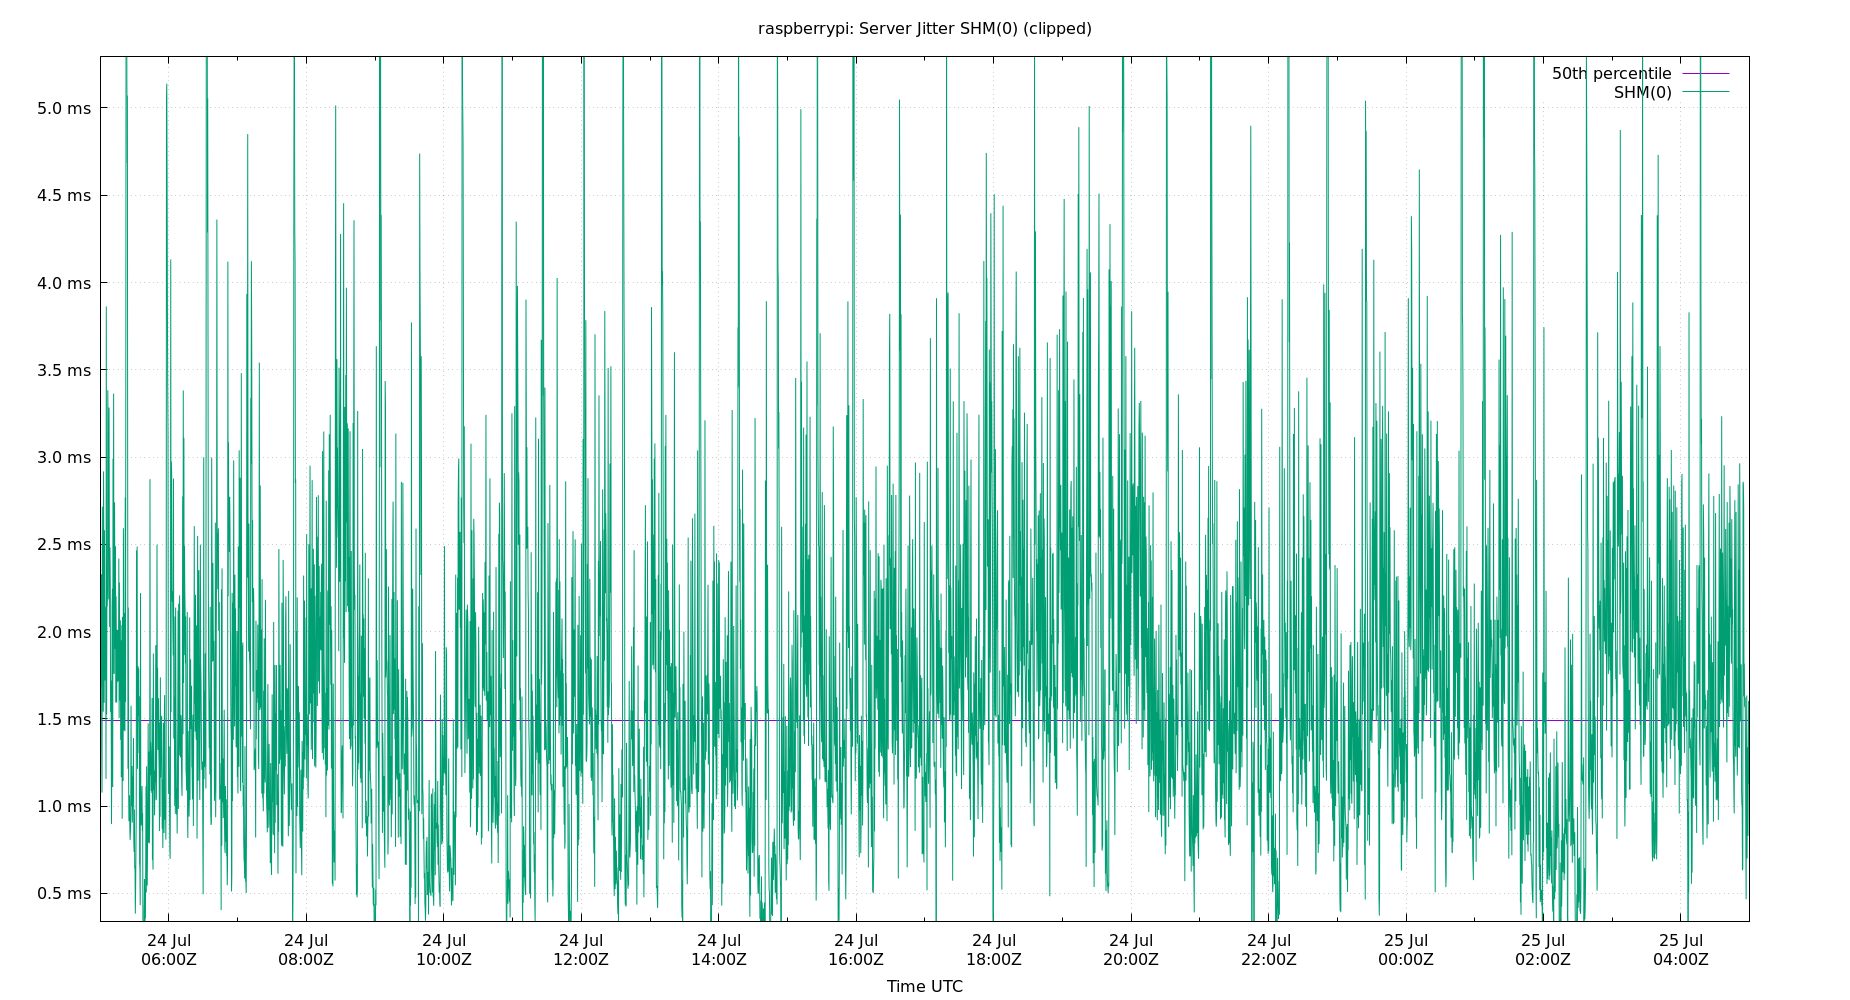 raspberrypi: Server Jitter SHM(0) (clipped)
50th percentile
SHM(0)
5.0 ms
4.5 ms
4.0 ms
3.5 ms
3.0 ms
2.5 ms
2.0 ms
1.5 ms
1.0 ms
0.5 ms
24 Jul 24 Jul 24 Jul 24 Jul 24 Jul 24 Jul 24 Jul 24 Jul 24 Jul 25 Jul 25 Jul 25 Jul
06:00Z 08:00Z 10:00Z 12:00Z 14:00Z 16:00Z 18:00Z 20:00Z 22:00Z 00:00Z 02:00Z 04:00Z
Time UTC